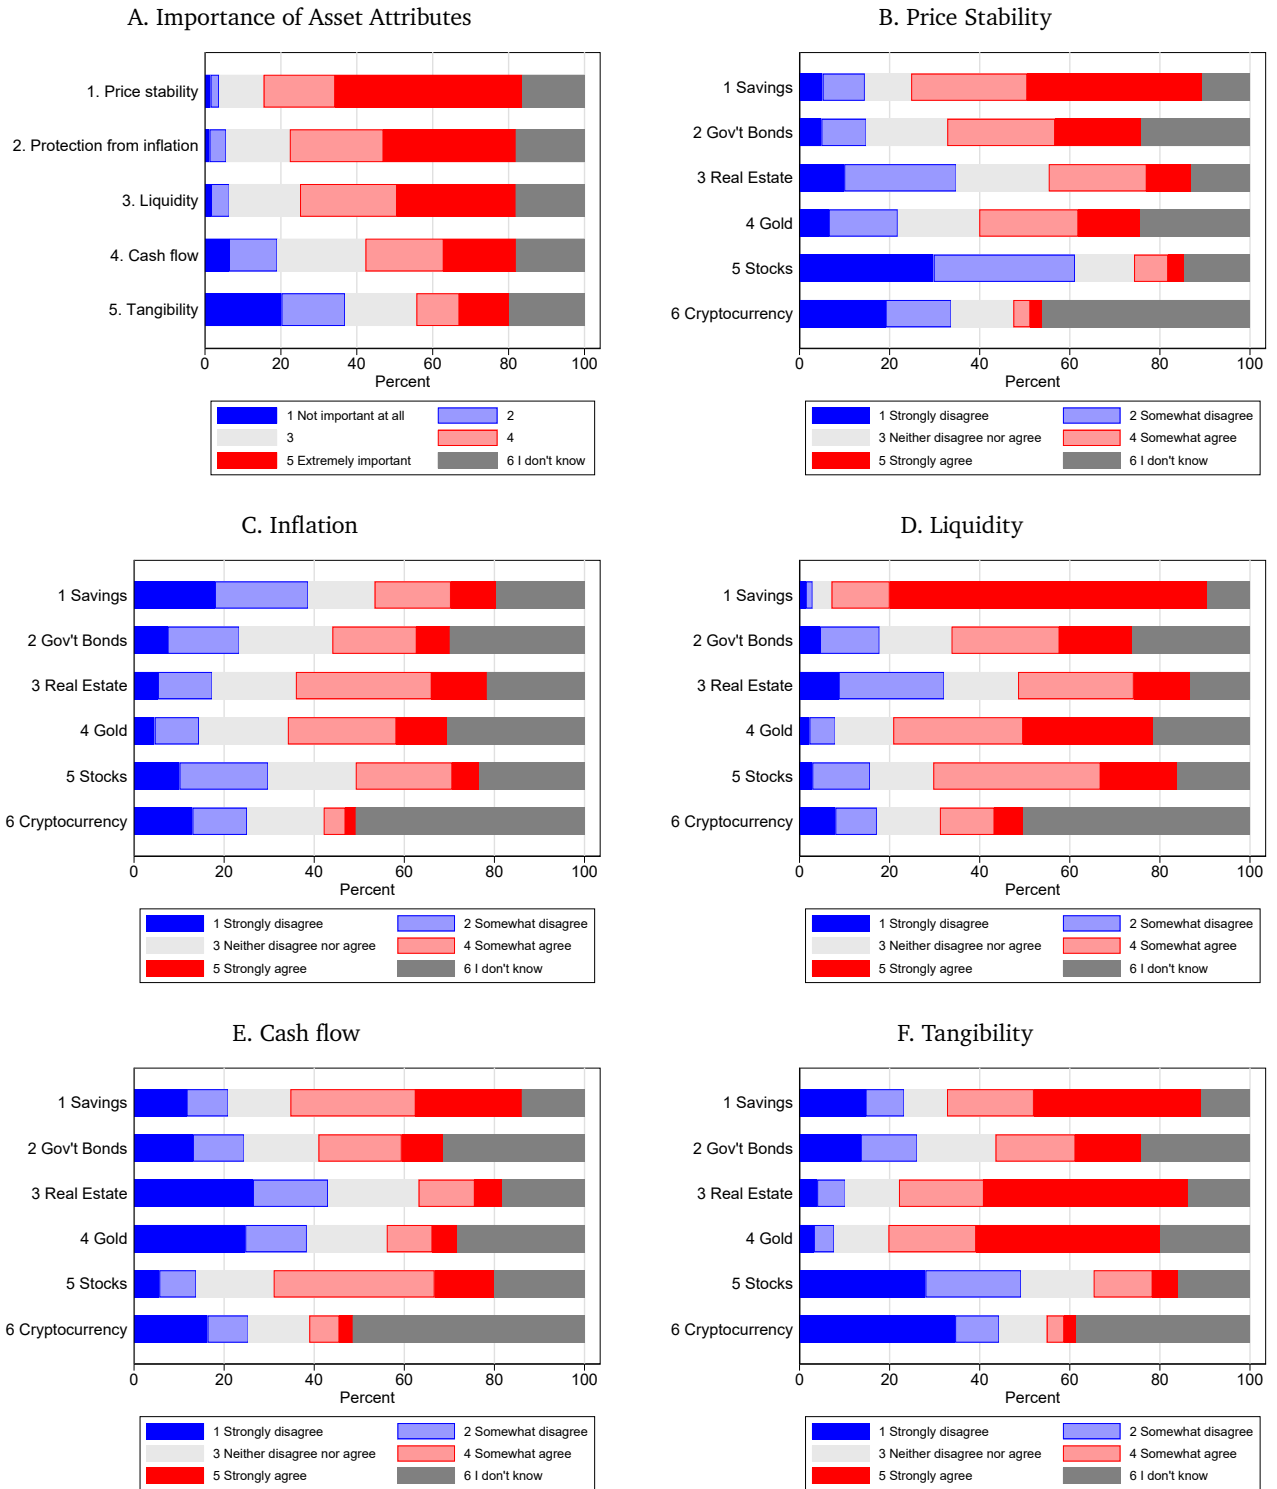 A. Importance of Asset Attributes
1. Price stability
2. Protection from inflation
3. Liquidity
4. Cash flow
5. Tangibility
0 20 40 60 80 100
Percent
1 Not important at all 2
3 4
5 Extremely important 6 I don't know
B. Price Stability
1 Savings
2 Gov't Bonds
3 Real Estate
4 Gold
5 Stocks
6 Cryptocurrency
0 20 40 60 80 100
Percent
1 Strongly disagree 2 Somewhat disagree
3 Neither disagree nor agree 4 Somewhat agree
5 Strongly agree 6 I don't know
C. Inflation
1 Savings
2 Gov't Bonds
3 Real Estate
4 Gold
5 Stocks
6 Cryptocurrency
0 20 40 60 80 100
Percent
1 Strongly disagree 2 Somewhat disagree
3 Neither disagree nor agree 4 Somewhat agree
5 Strongly agree 6 I don't know
D. Liquidity
1 Savings
2 Gov't Bonds
3 Real Estate
4 Gold
5 Stocks
6 Cryptocurrency
0 20 40 60 80 100
Percent
1 Strongly disagree 2 Somewhat disagree
3 Neither disagree nor agree 4 Somewhat agree
5 Strongly agree 6 I don't know
E. Cash flow
1 Savings
2 Gov't Bonds
3 Real Estate
4 Gold
5 Stocks
6 Cryptocurrency
0 20 40 60 80 100
Percent
1 Strongly disagree 2 Somewhat disagree
3 Neither disagree nor agree 4 Somewhat agree
5 Strongly agree 6 I don't know
F. Tangibility
1 Savings
2 Gov't Bonds
3 Real Estate
4 Gold
5 Stocks
6 Cryptocurrency
0 20 40 60 80 100
Percent
1 Strongly disagree 2 Somewhat disagree
3 Neither disagree nor agree 4 Somewhat agree
5 Strongly agree 6 I don't know